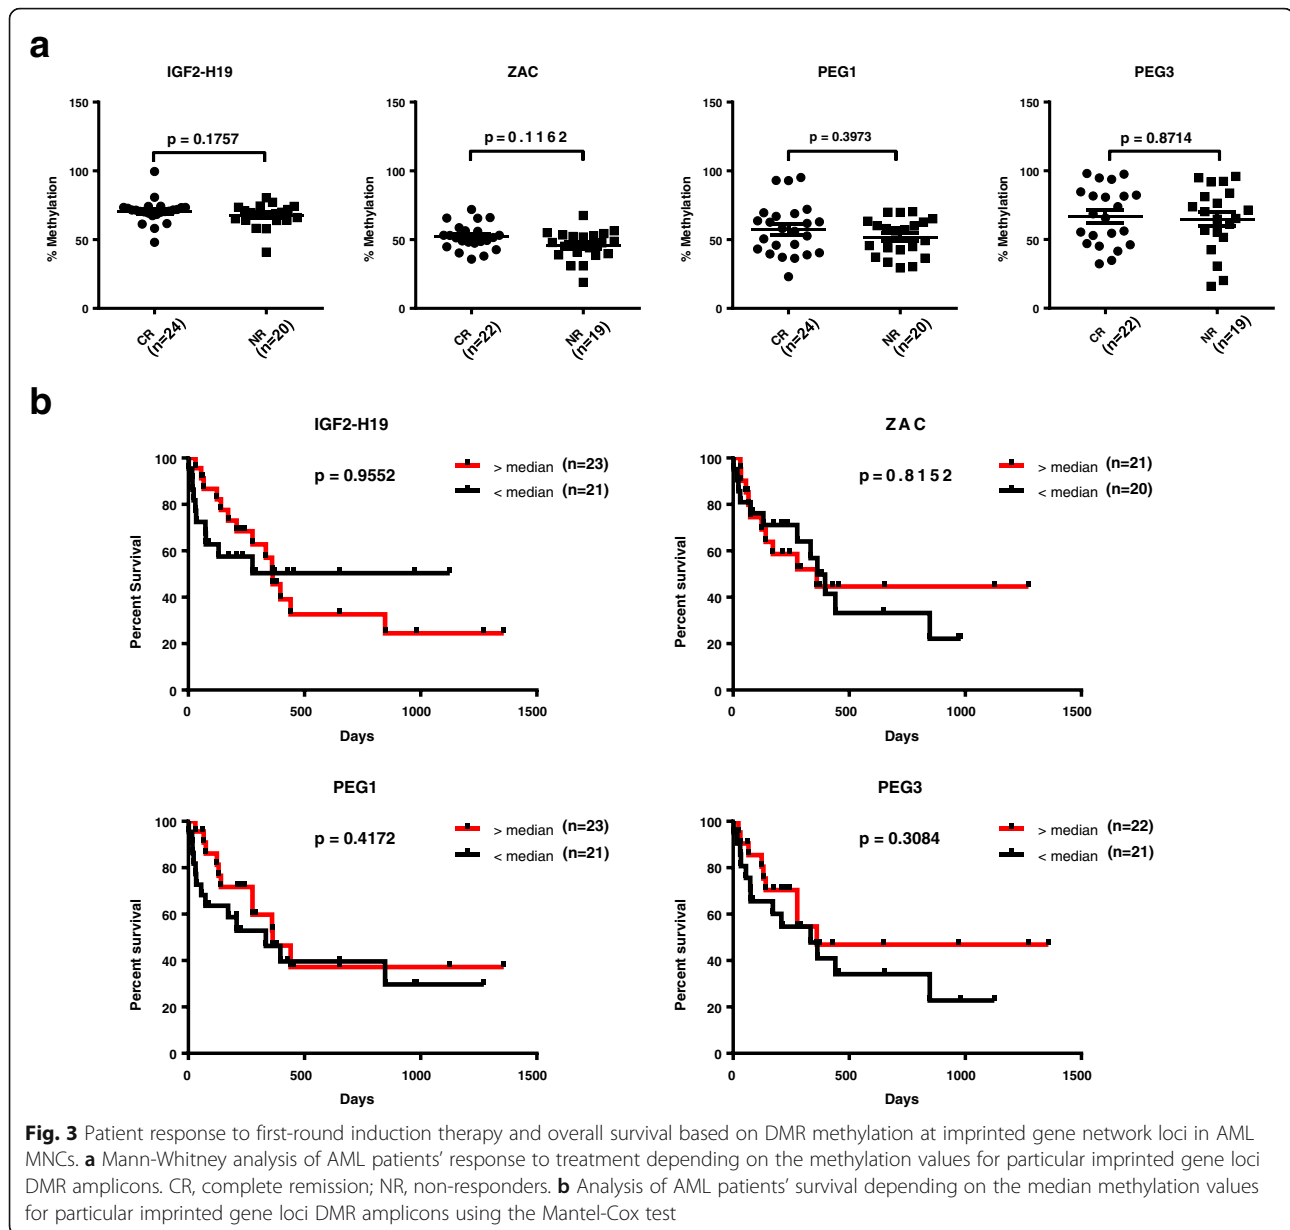 a
IGF2-H19
ZAC
PEG1
PEG3
% Methylation
150
100
50
0
p = 0.1757
CR (n=24)
NR (n=20)
% Methylation
150
100
50
0
p=0.1162
CR (n=22)
NR (n=19)
% Methylation
150
100
50
0
p = 0.3973
CR (n=24)
NR (n=20)
% Methylation
150
100
50
0
p = 0.8714
CR (n=22)
NR (n=19)
b
IGF2-H19
p = 0.9552
> median (n=23)
< median (n=21)
Percent Survival
100
80
60
40
20
0
0 500 1000 1500
Days
ZAC
p=0.8152
> median (n=21)
< median (n=20)
Percent survival
100
80
60
40
20
0
0 500 1000 1500
Days
PEG1
p = 0.4172
> median (n=23)
< median (n=21)
Percent survival
100
80
60
40
20
0
0 500 1000 1500
Days
PEG3
p = 0.3084
> median (n=22)
< median (n=21)
Percent survival
100
80
60
40
20
0
0 500 1000 1500
Days
Fig. 3 Patient response to first-round induction therapy and overall survival based on DMR methylation at imprinted gene network loci in AML
MNCs. a Mann-Whitney analysis of AML patients' response to treatment depending on the methylation values for particular imprinted gene loci
DMR amplicons. CR, complete remission; NR, non-responders. b Analysis of AML patients' survival depending on the median methylation values
for particular imprinted gene loci DMR amplicons using the Mantel-Cox test